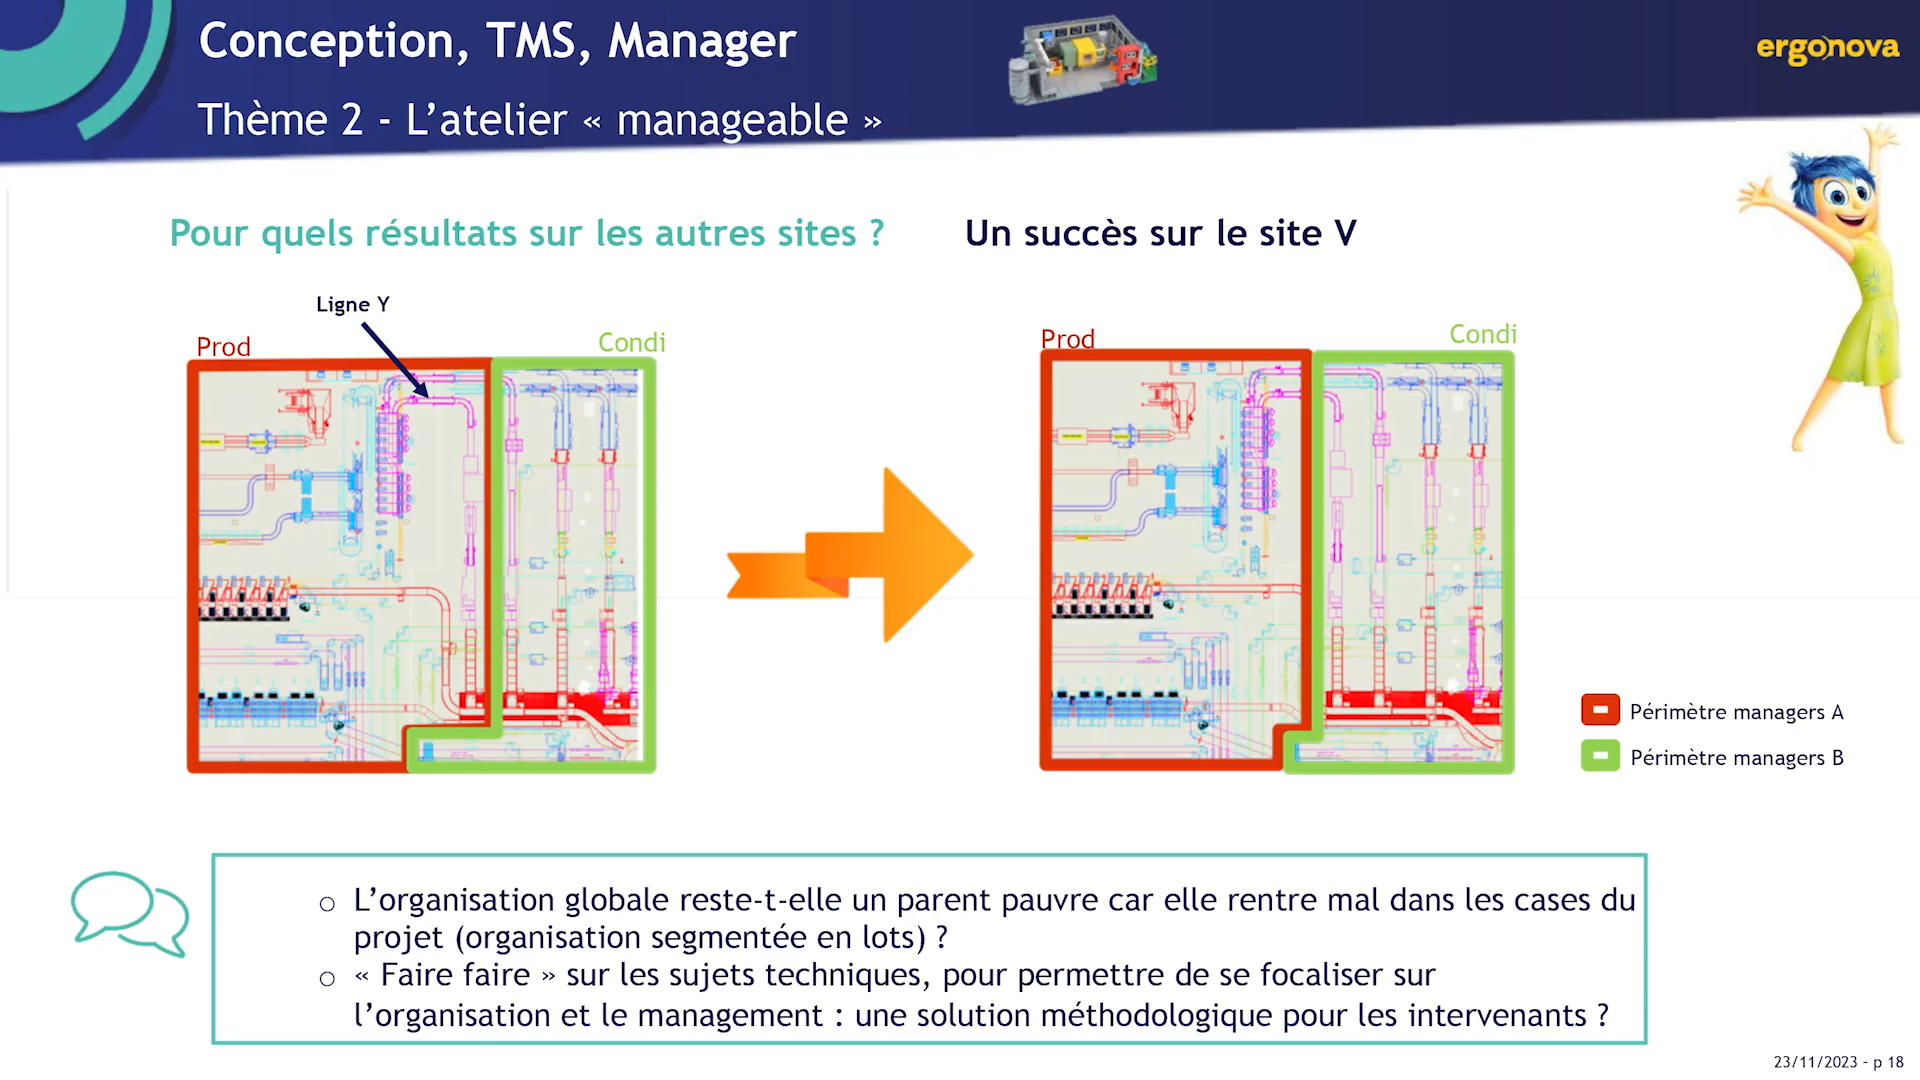 Conception, TMS, Manager
ergonova
Thème 2 - L’atelier « manageable »
Pour quels résultats sur les autres sites ?
Un succès sur le site V
Ligne Y
Prod
Condi
Prod
Condi
Périmètre managers A
Périmètre managers B
o L’organisation globale reste-t-elle un parent pauvre car elle rentre mal dans les cases du
projet (organisation segmentée en lots) ?
o « Faire faire » sur les sujets techniques, pour permettre de se focaliser sur
l’organisation et le management : une solution méthodologique pour les intervenants ?
23/11/2023 - p 18